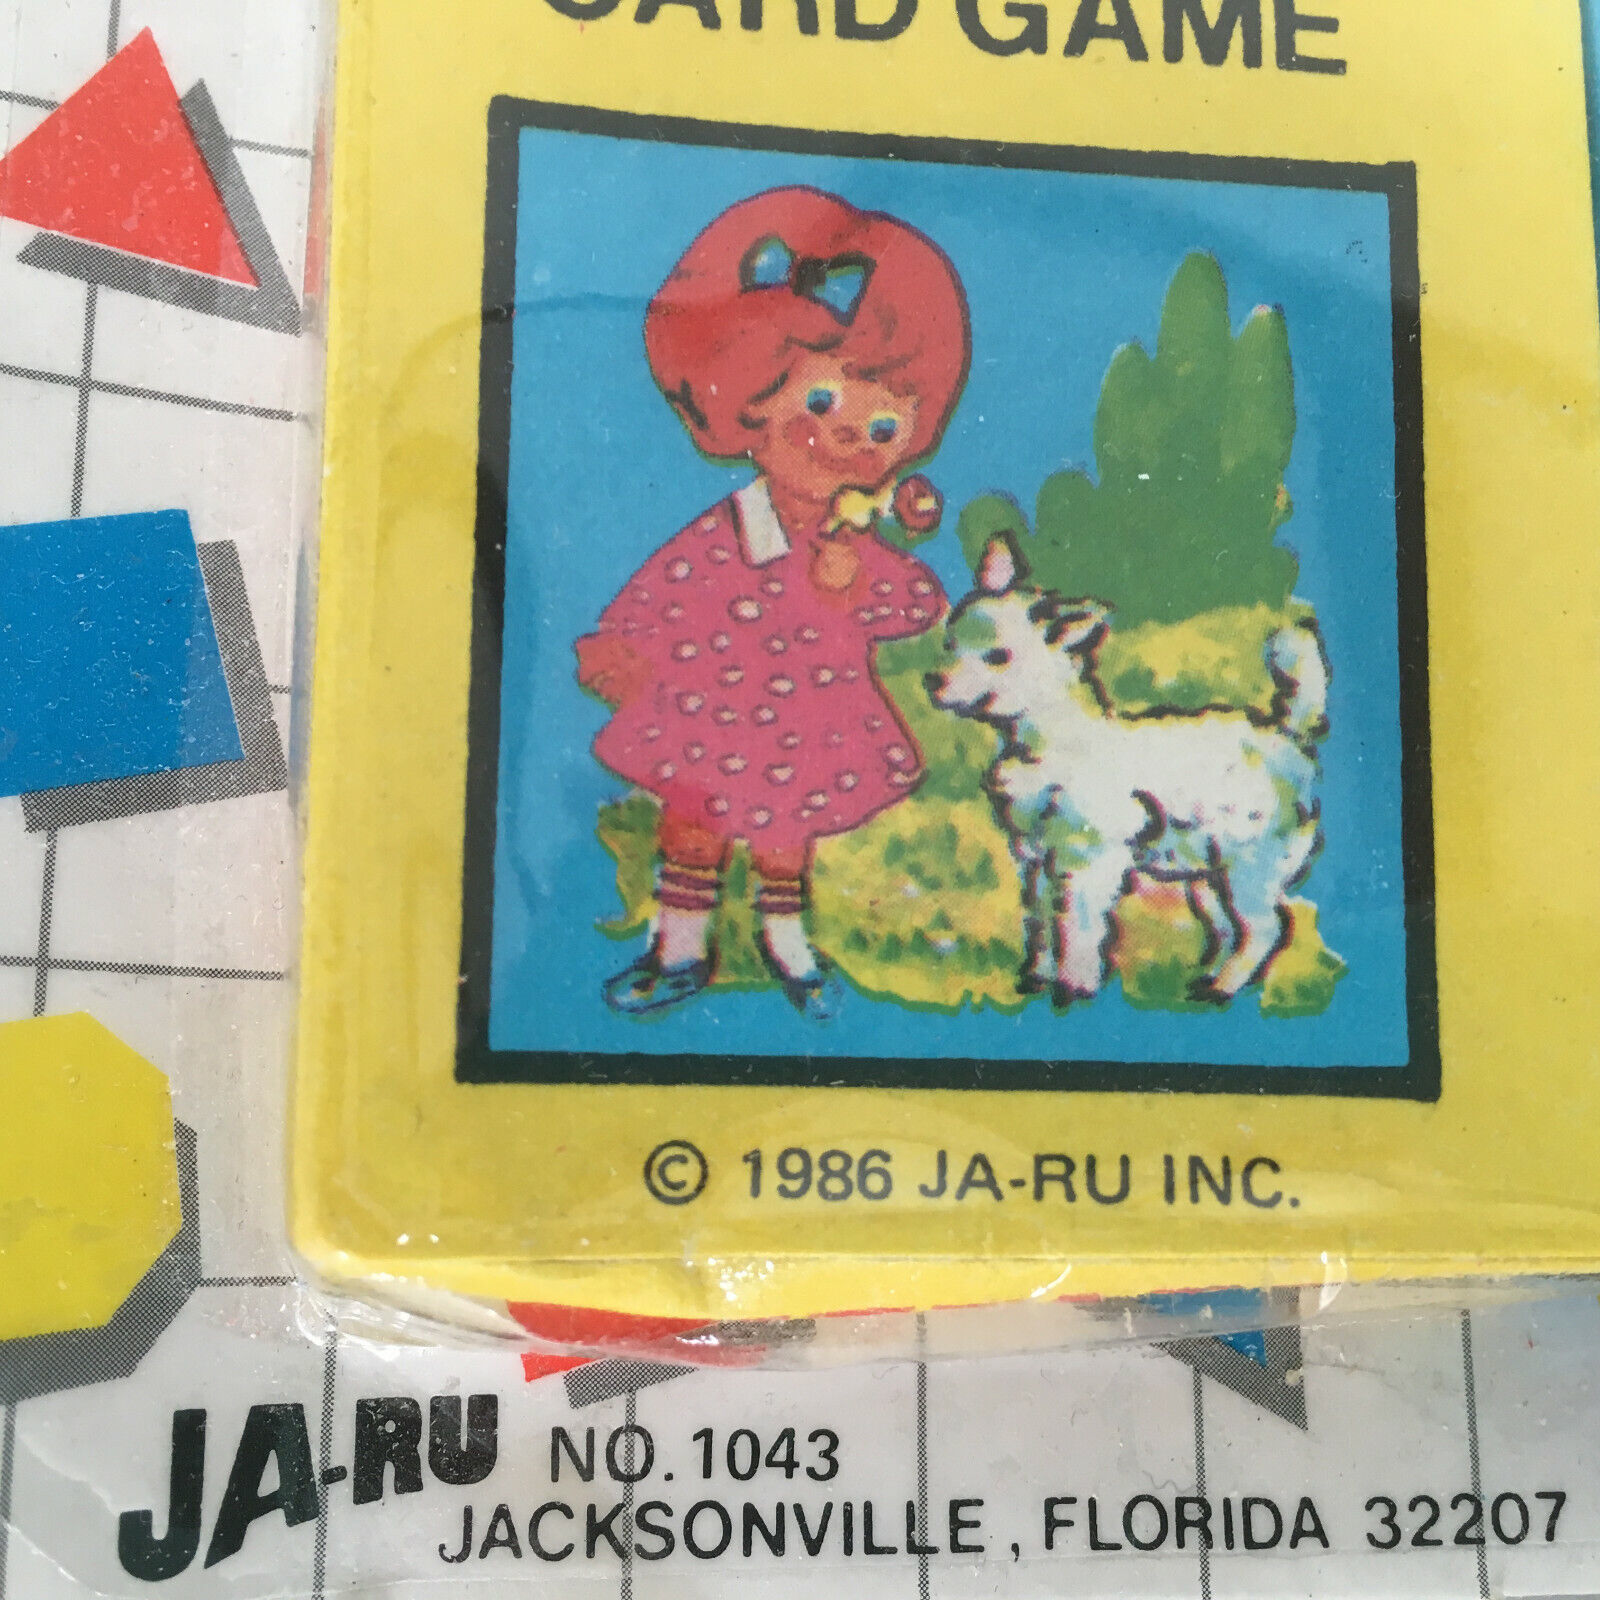 CARD GAME
© 1986 JA-RU INC.
JA-RU NO. 1043
JACKSONVILLE, FLORIDA 32207